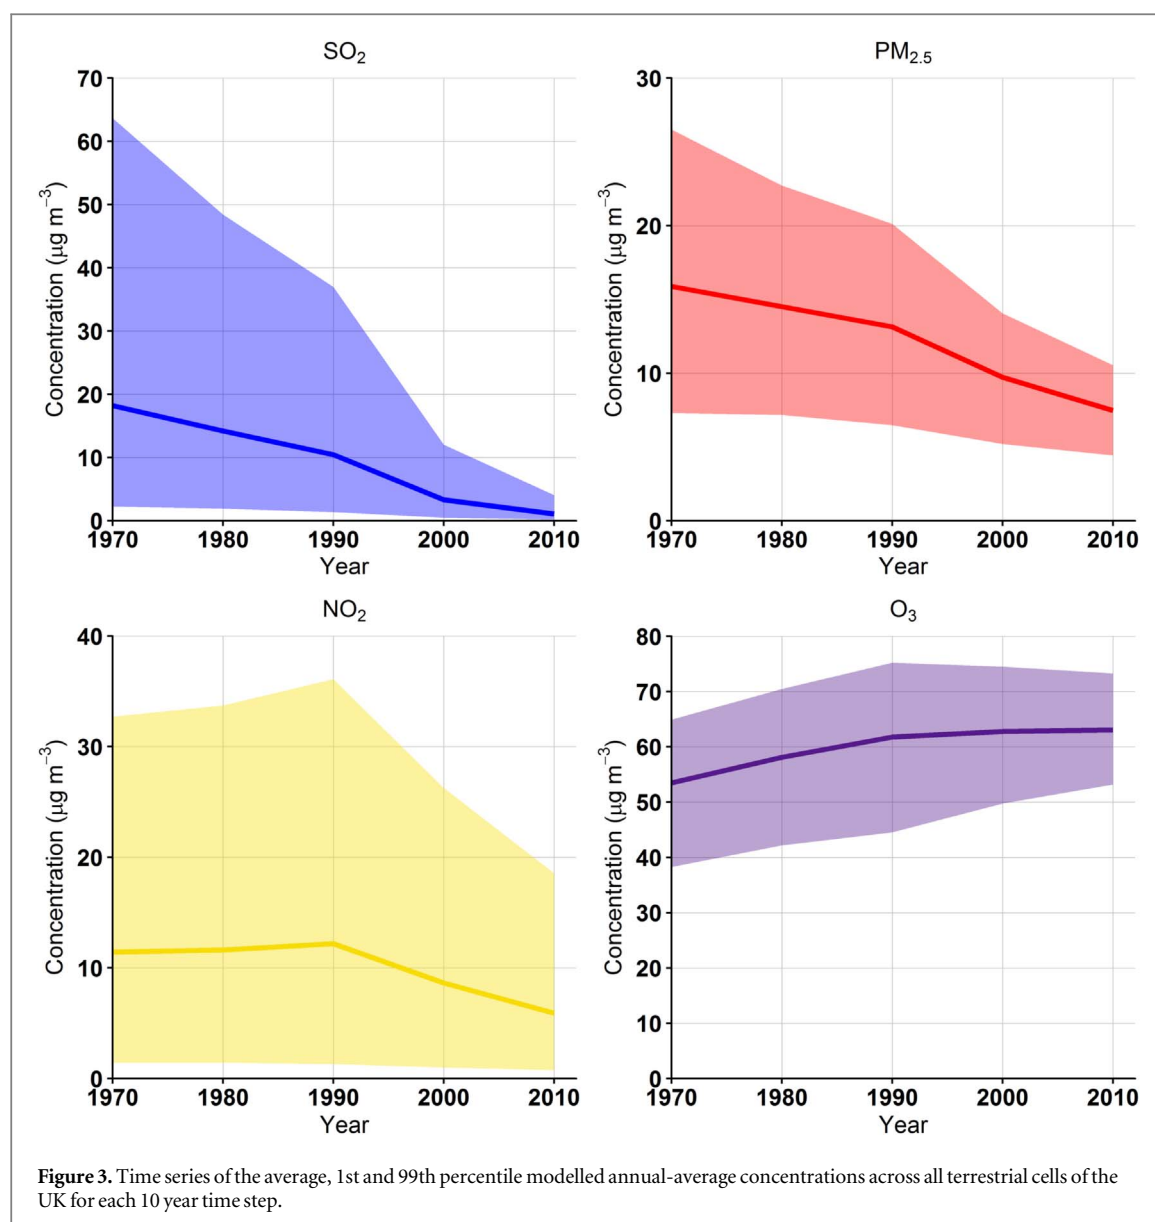 SO₂
70
60
50
40
30
20
10
0
Concentration (µg m⁻³)
1970 1980 1990 2000 2010
Year
PM₂.₅
30
20
10
0
Concentration (µg m⁻³)
1970 1980 1990 2000 2010
Year
NO₂
40
30
20
10
0
Concentration (µg m⁻³)
1970 1980 1990 2000 2010
Year
O₃
80
70
60
50
40
30
20
10
0
Concentration (µg m⁻³)
1970 1980 1990 2000 2010
Year
Figure 3. Time series of the average, 1st and 99th percentile modelled annual-average concentrations across all terrestrial cells of the
UK for each 10 year time step.